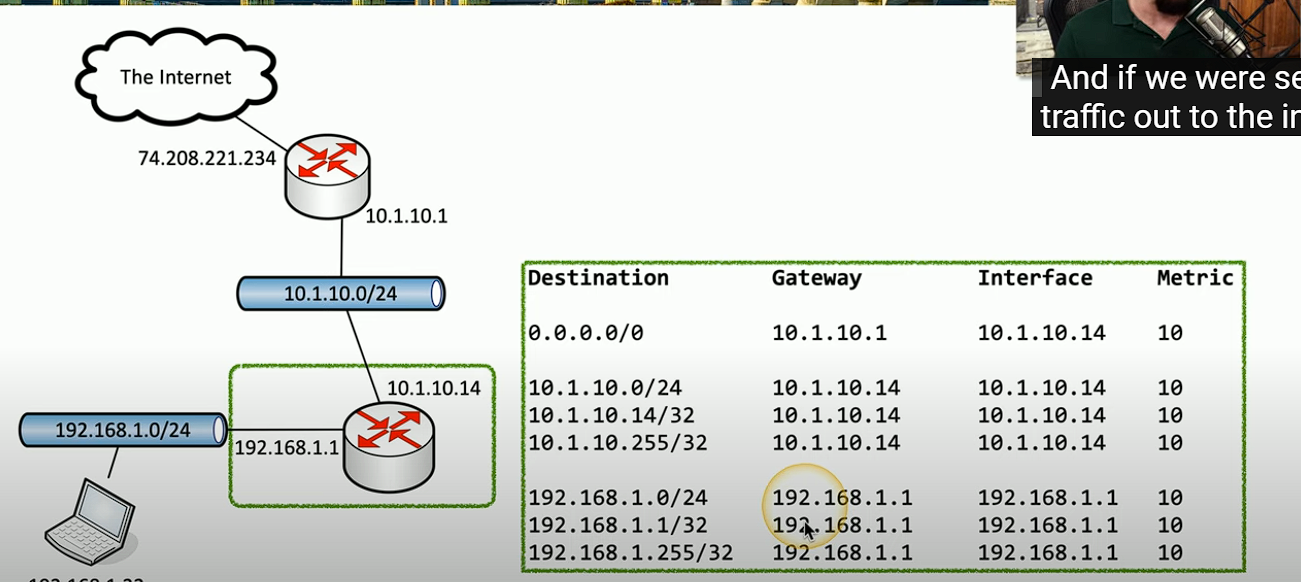 The Internet
And if we were se
traffic out to the in
74.208.221.234
10.1.10.1
10.1.10.0/24
10.1.10.14
192.168.1.0/24
192.168.1.1
Destination Gateway Interface Metric
0.0.0.0/0 10.1.10.1 10.1.10.14 10
10.1.10.0/24 10.1.10.14 10.1.10.14 10
10.1.10.14/32 10.1.10.14 10.1.10.14 10
10.1.10.255/32 10.1.10.14 10.1.10.14 10
192.168.1.0/24 192.168.1.1 192.168.1.1 10
192.168.1.1/32 192.168.1.1 192.168.1.1 10
192.168.1.255/32 192.168.1.1 192.168.1.1 10